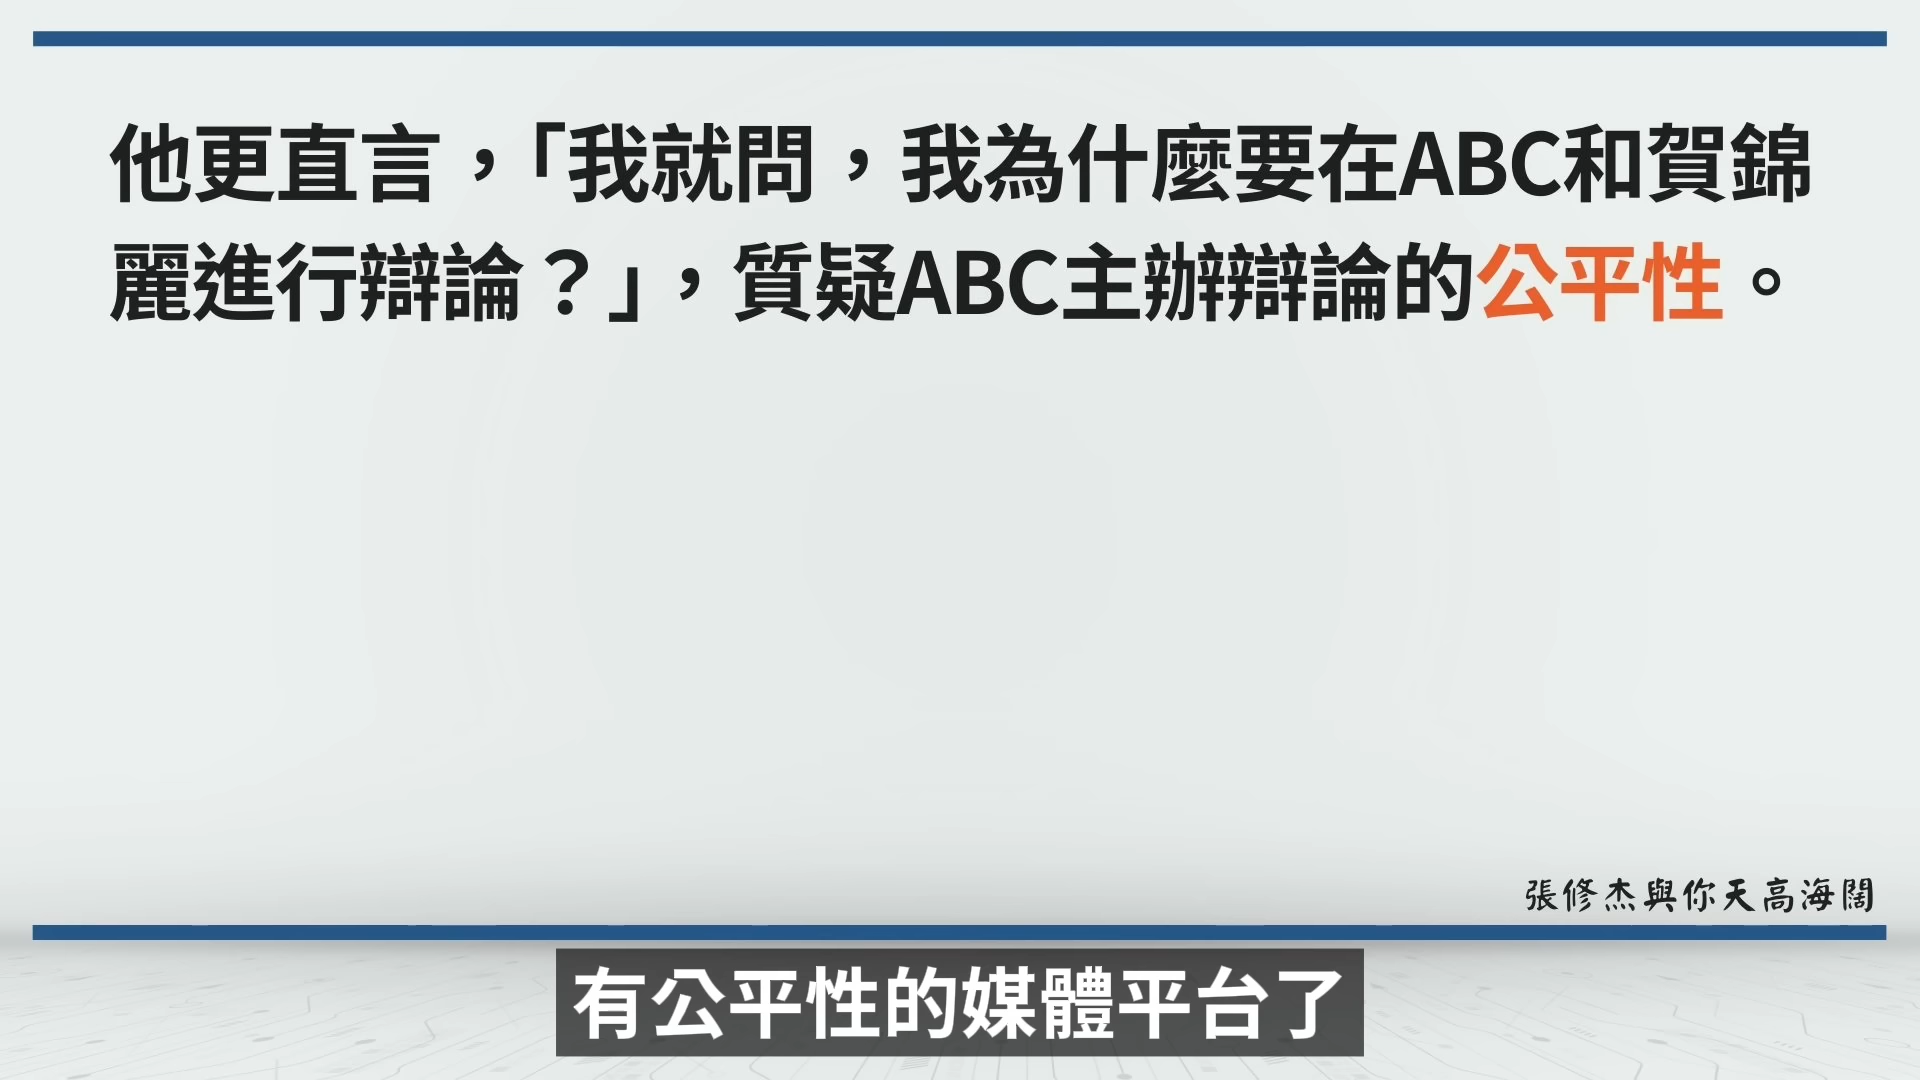 他更直言，「我就問，我為什麼要在ABC和賀錦
麗進行辯論？」，質疑ABC主辦辯論的公平性。
張修杰與你天高海闊
有公平性的媒體平台了